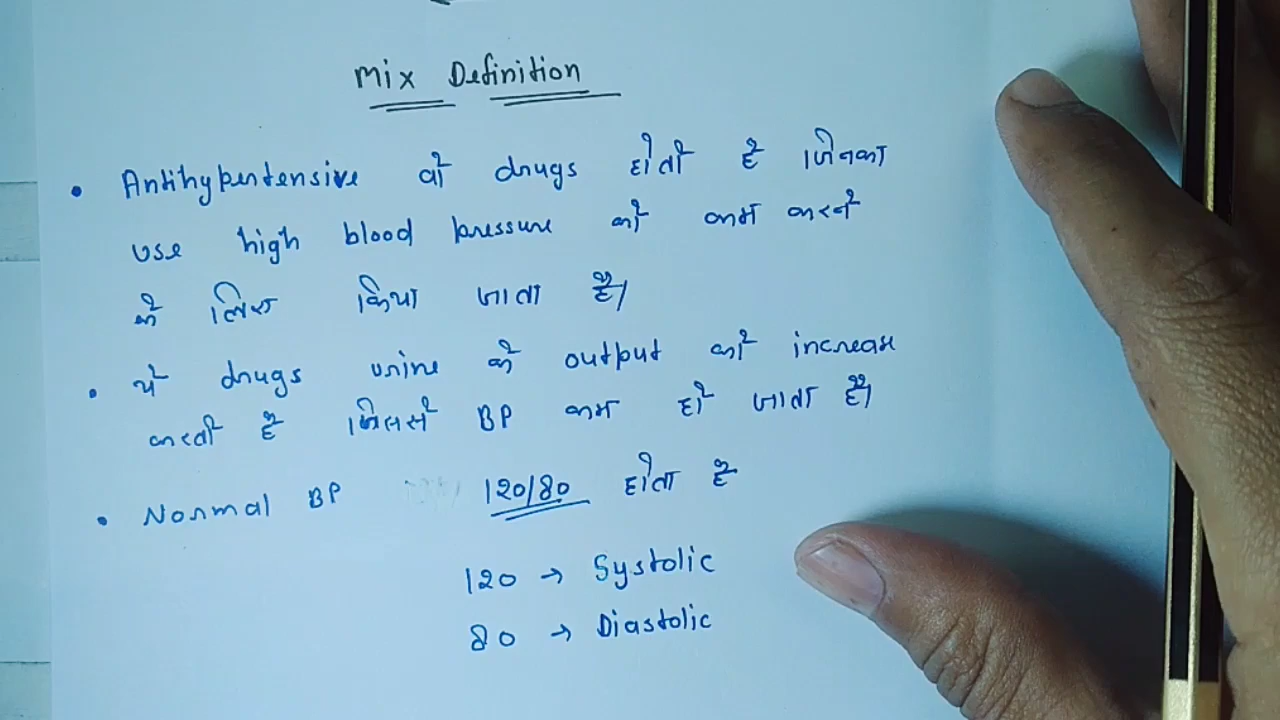 Mix Definition
• Antihypertensive वो drugs होती है जिनका
use high blood pressure को कम करने
के लिए किया जाता है।
• ये drugs urine के output को increase
करती है जिससे BP कम हो जाता है।
• Normal BP 120/80 होता है
120 → Systolic
80 → Diastolic